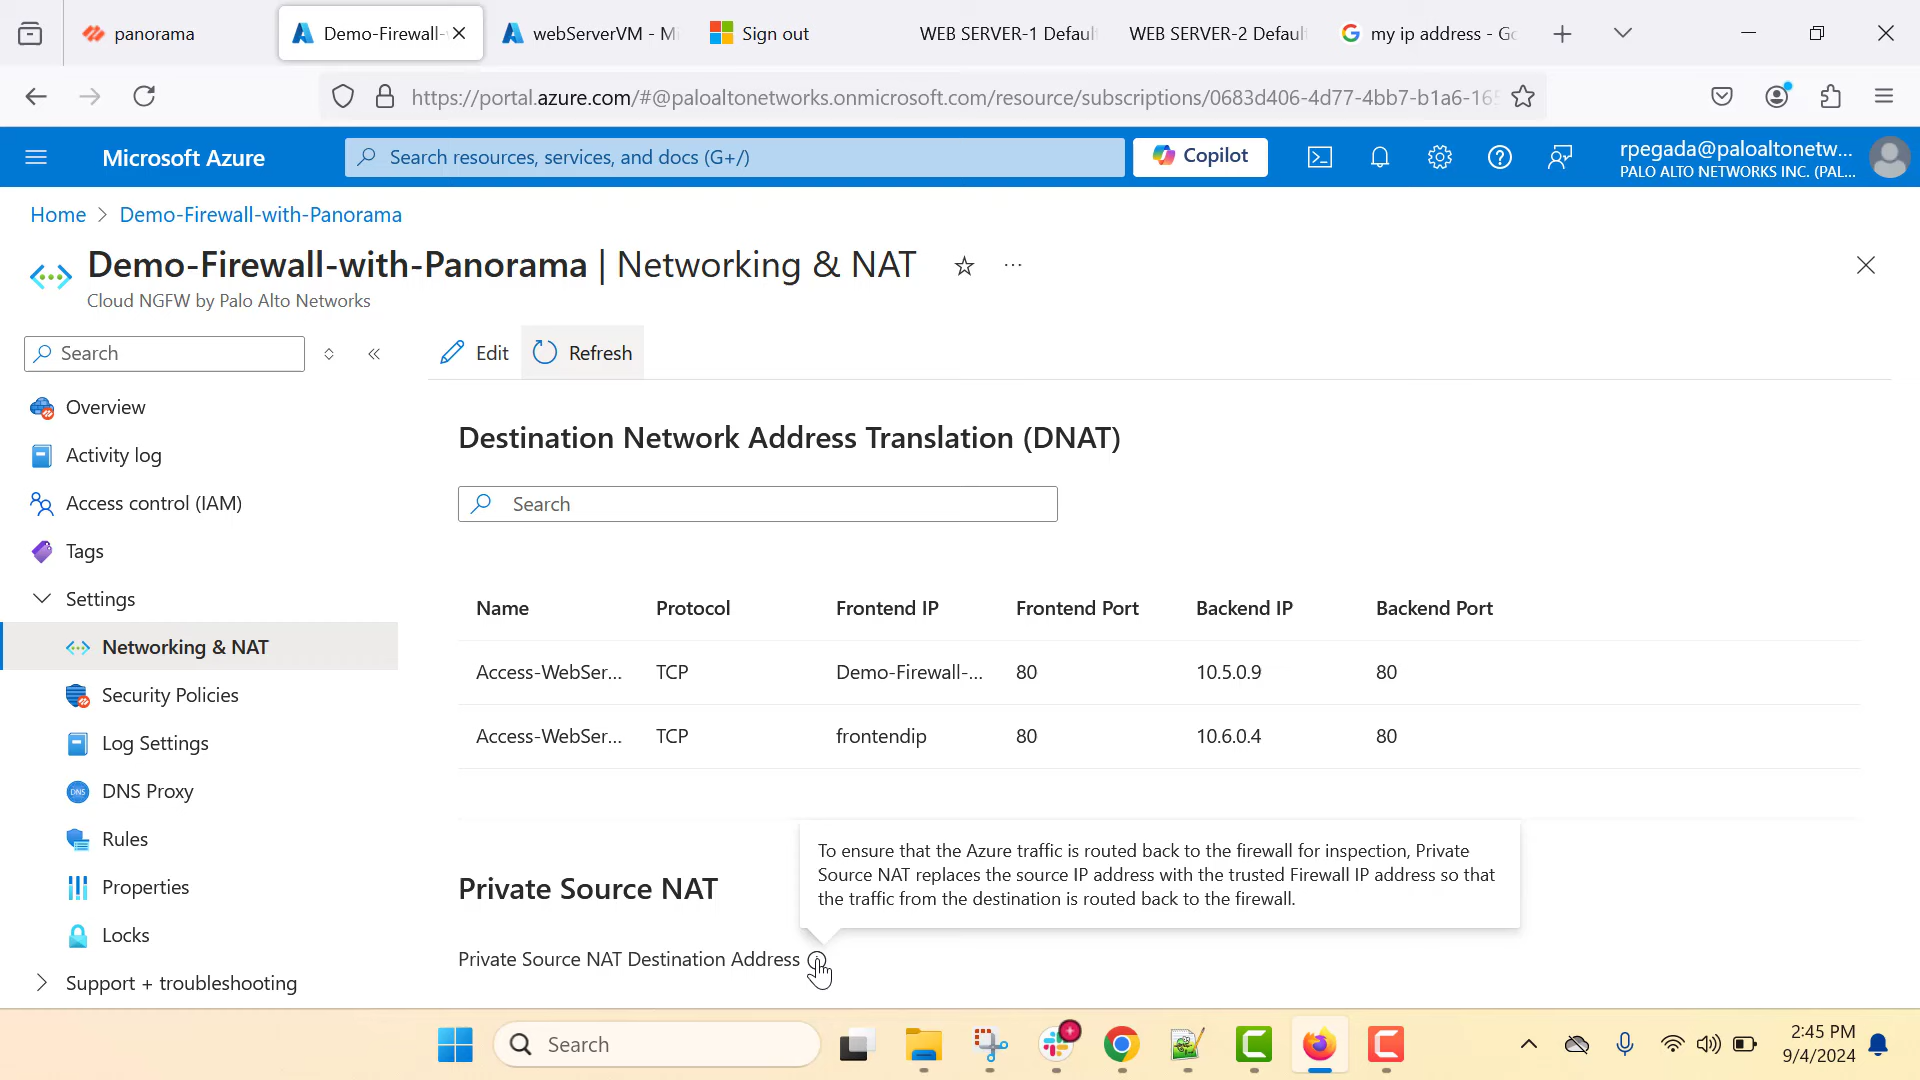 panorama
Demo-Firewall-
webServerVM - Mi
Sign out
WEB SERVER-1 Defaul
WEB SERVER-2 Defaul
my ip address - Go
https://portal.azure.com/#@paloaltonetworks.onmicrosoft.com/resource/subscriptions/0683d406-4d77-4bb7-b1a6-165
Microsoft Azure
Search resources, services, and docs (G+/)
Copilot
rpegada@paloaltonetw...
PALO ALTO NETWORKS INC. (PAL...
Home > Demo-Firewall-with-Panorama
Demo-Firewall-with-Panorama | Networking & NAT
Cloud NGFW by Palo Alto Networks
Search
Edit
Refresh
Overview
Activity log
Access control (IAM)
Tags
Settings
Networking & NAT
Security Policies
Log Settings
DNS
DNS Proxy
Rules
Properties
Locks
Support + troubleshooting
Destination Network Address Translation (DNAT)
Search
Name Protocol Frontend IP Frontend Port Backend IP Backend Port
Access-WebSer... TCP Demo-Firewall-... 80 10.5.0.9 80
Access-WebSer... TCP frontendip 80 10.6.0.4 80
To ensure that the Azure traffic is routed back to the firewall for inspection, Private
Source NAT replaces the source IP address with the trusted Firewall IP address so that
the traffic from the destination is routed back to the firewall.
Private Source NAT
Private Source NAT Destination Address
Search
2:45 PM
9/4/2024